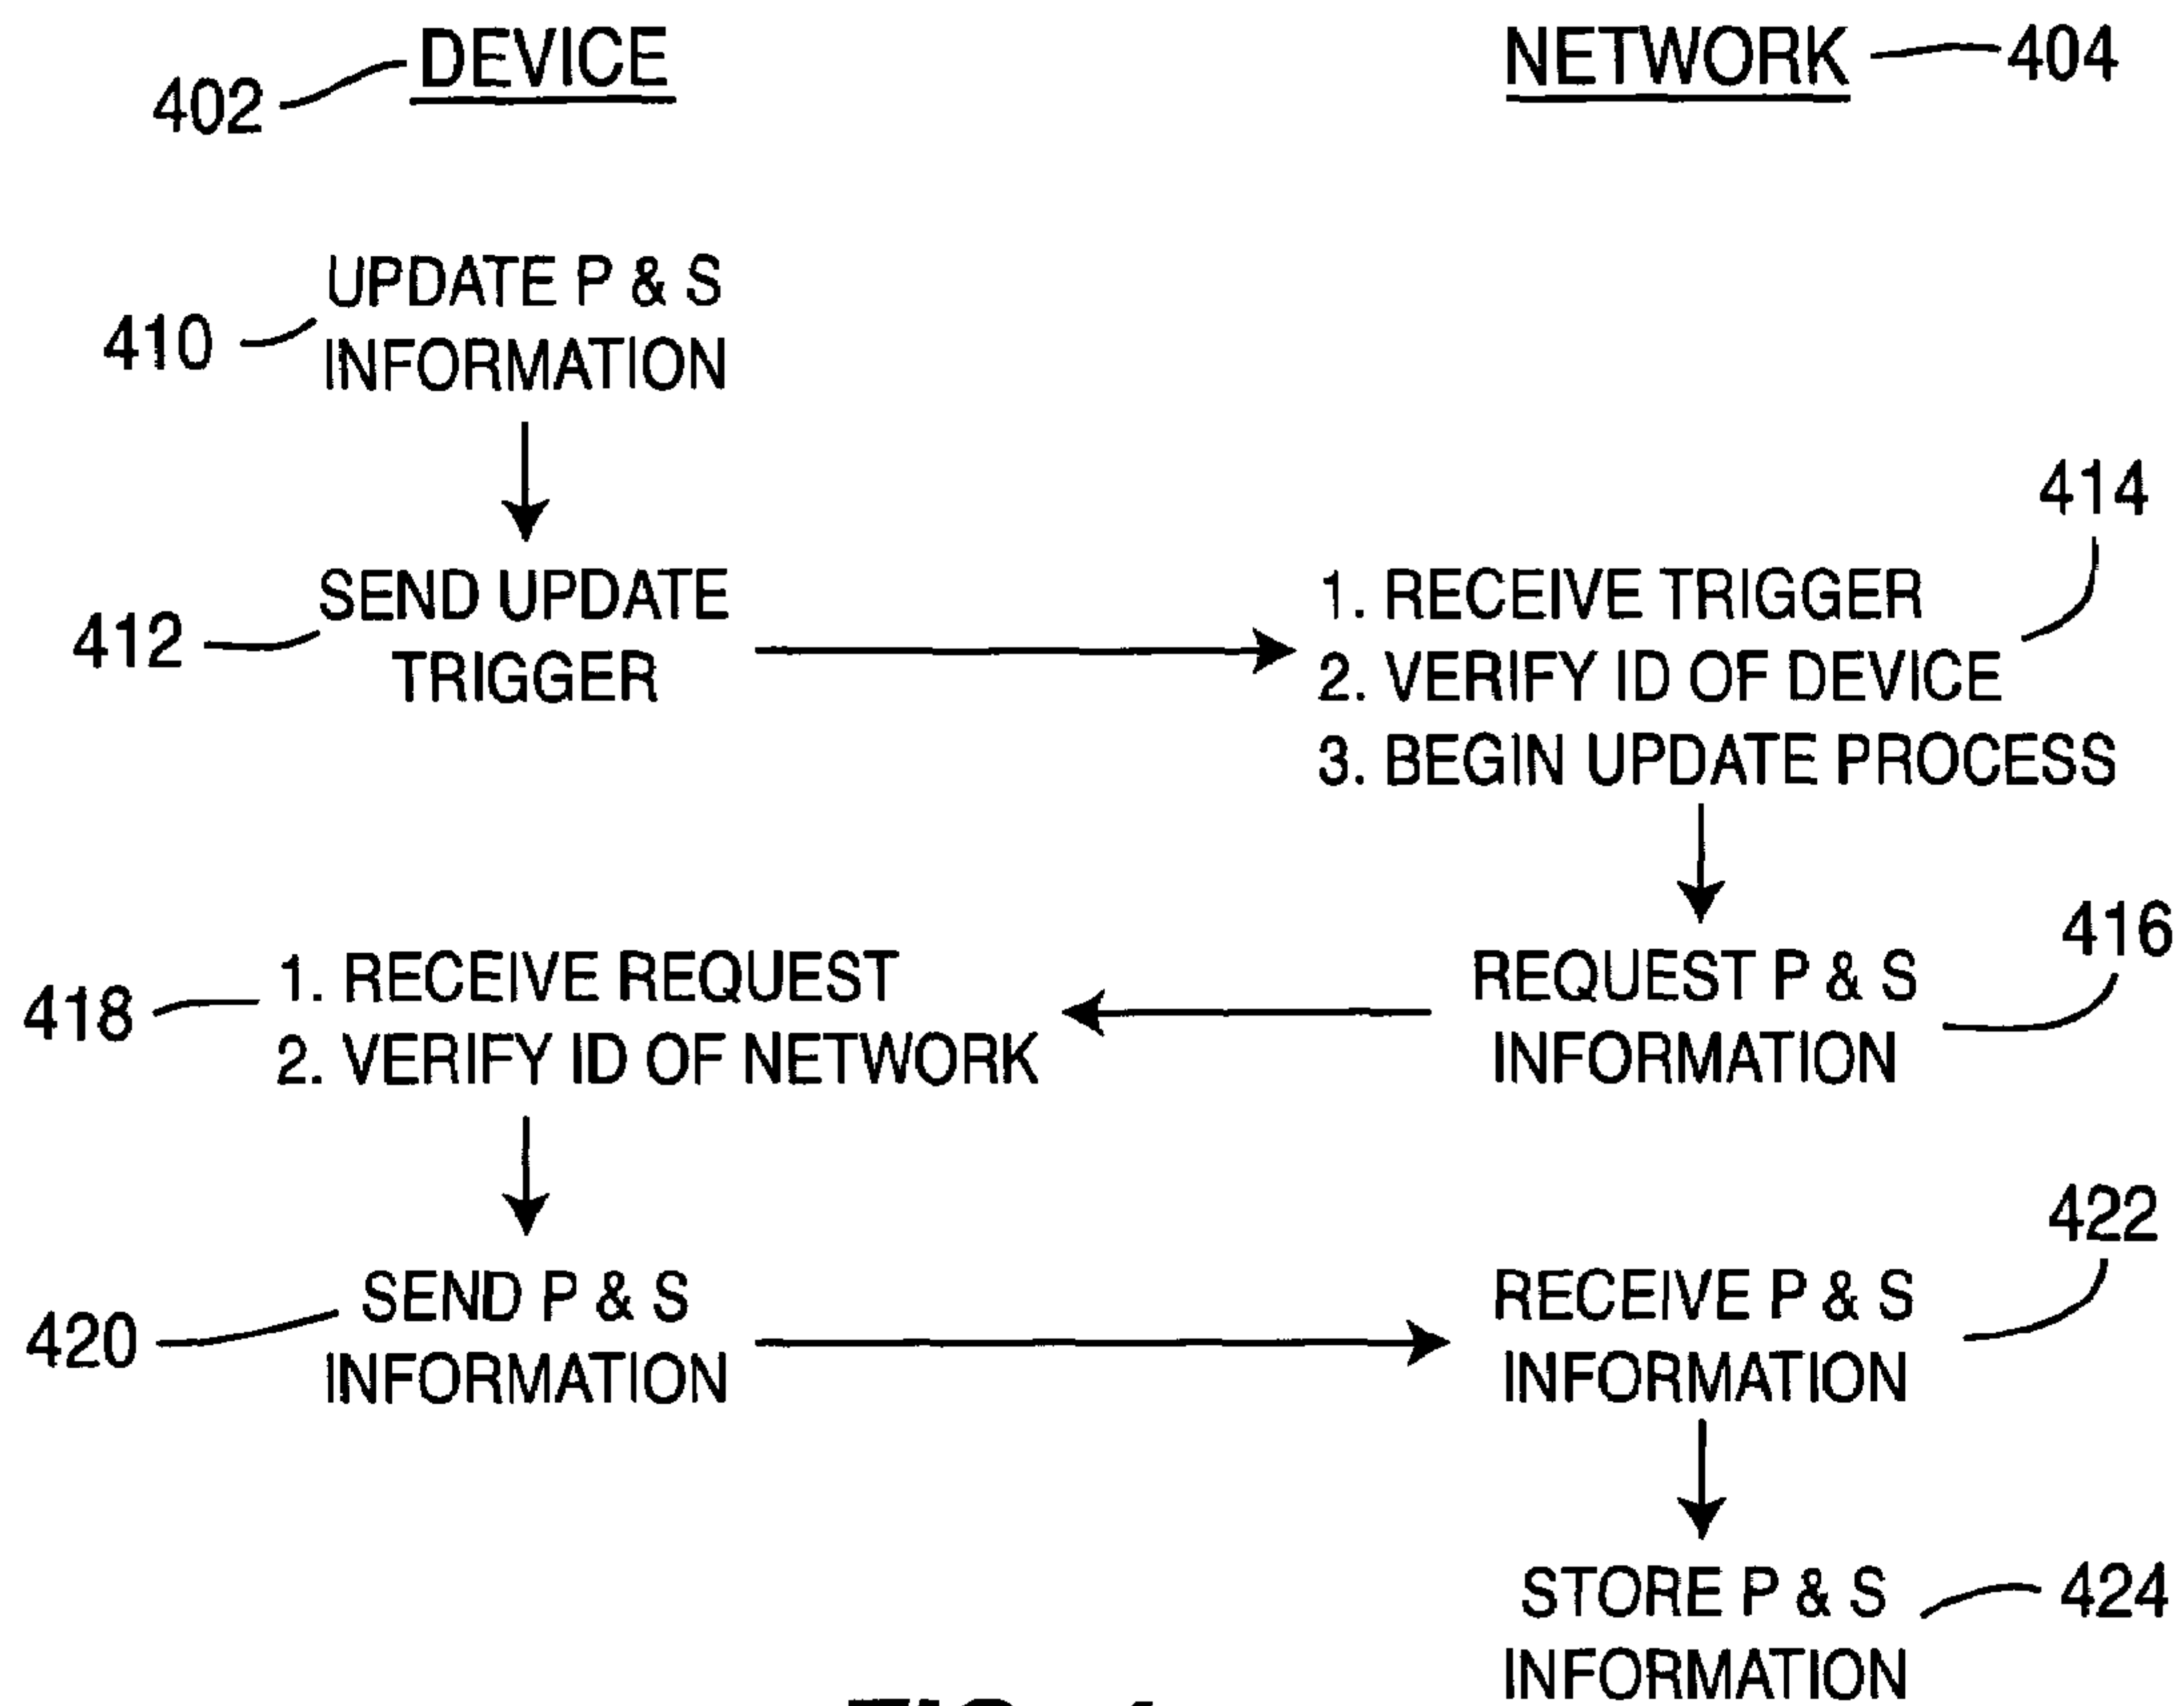 DEVICE
402
NETWORK
404
UPDATE P & S
INFORMATION
410
SEND UPDATE
TRIGGER
412
414
1. RECEIVE TRIGGER
2. VERIFY ID OF DEVICE
3. BEGIN UPDATE PROCESS
416
REQUEST P & S
INFORMATION
418
1. RECEIVE REQUEST
2. VERIFY ID OF NETWORK
420
SEND P & S
INFORMATION
422
RECEIVE P & S
INFORMATION
STORE P & S
INFORMATION
424